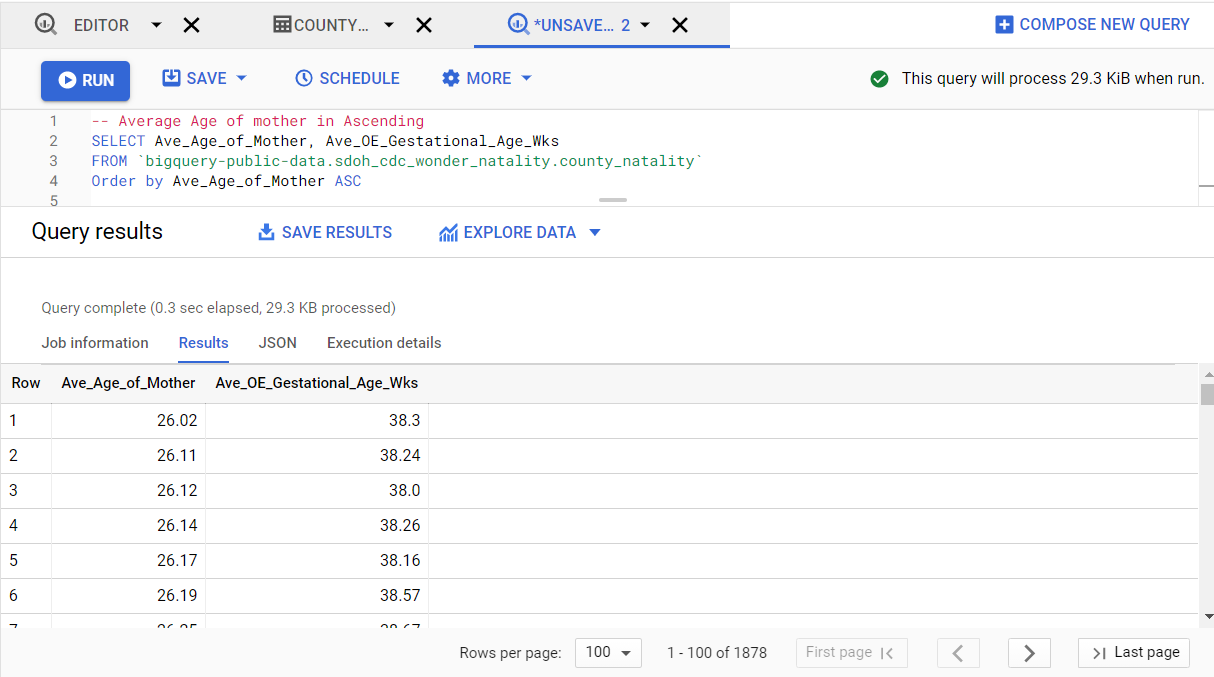 EDITOR COUNTY... *UNSAVE... 2 COMPOSE NEW QUERY
RUN SAVE SCHEDULE MORE This query will process 29.3 KiB when run.
1 -- Average Age of mother in Ascending
2 SELECT Ave_Age_of_Mother, Ave_OE_Gestational_Age_Wks
3 FROM `bigquery-public-data.sdoh_cdc_wonder_natality.county_natality`
4 Order by Ave_Age_of_Mother ASC
5
Query results SAVE RESULTS EXPLORE DATA
Query complete (0.3 sec elapsed, 29.3 KB processed)
Job information Results JSON Execution details
Row Ave_Age_of_Mother Ave_OE_Gestational_Age_Wks
1 26.02 38.3
2 26.11 38.24
3 26.12 38.0
4 26.14 38.26
5 26.17 38.16
6 26.19 38.57
Rows per page: 100 1 - 100 of 1878 First page Last page